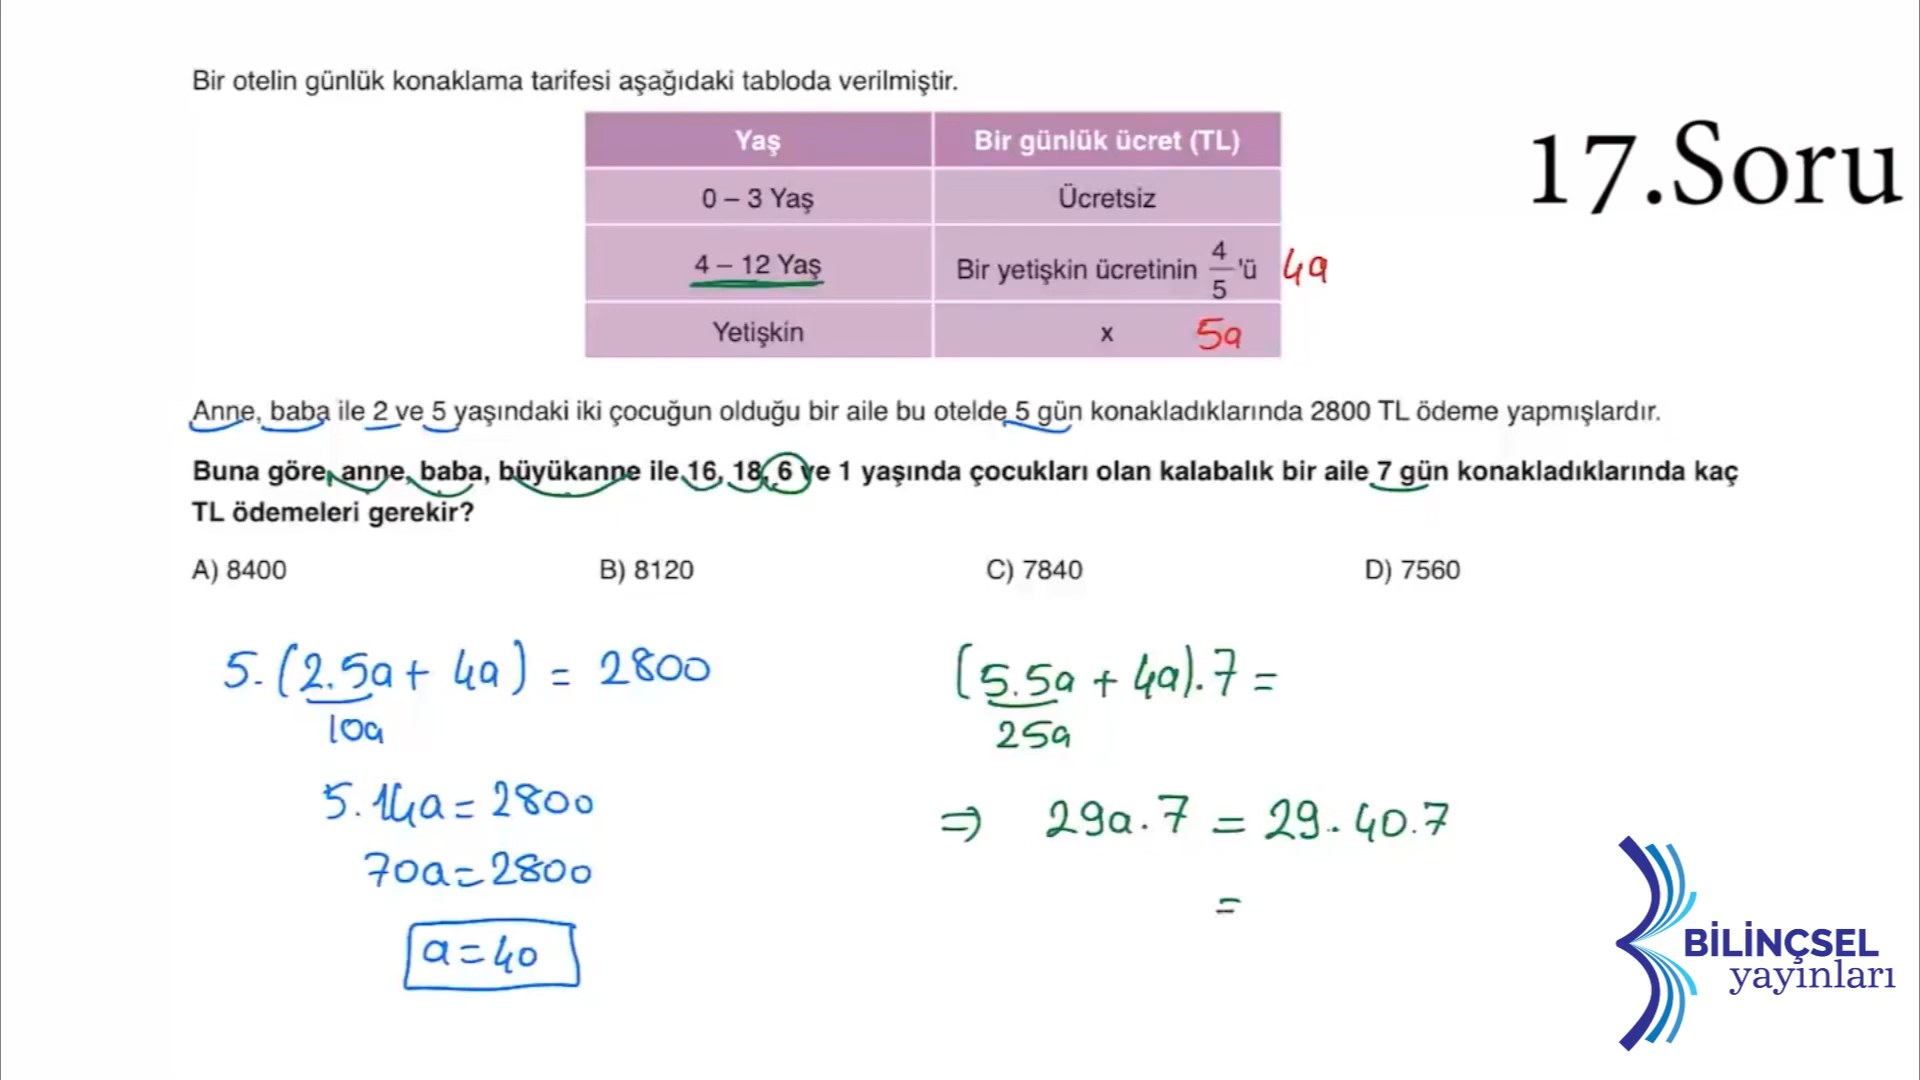 Bir otelin günlük konaklama tarifesi aşağıdaki tabloda verilmiştir.
17.Soru
Yaş Bir günlük ücret (TL)
0 – 3 Yaş Ücretsiz
4 – 12 Yaş Bir yetişkin ücretinin 4/5 'ü 4a
Yetişkin x 5a
Anne, baba ile 2 ve 5 yaşındaki iki çocuğun olduğu bir aile bu otelde 5 gün konakladıklarında 2800 TL ödeme yapmışlardır.
Buna göre, anne, baba, büyükanne ile 16, 18, 6 ve 1 yaşında çocukları olan kalabalık bir aile 7 gün konakladıklarında kaç
TL ödemeleri gerekir?
A) 8400 B) 8120 C) 7840 D) 7560
5.(2.5a + 4a) = 2800
10a
5.14a = 2800
70a = 2800
a = 40
(5.5a + 4a).7 =
25a
⇒ 29a.7 = 29.40.7
=
BİLİNÇSEL
yayınları